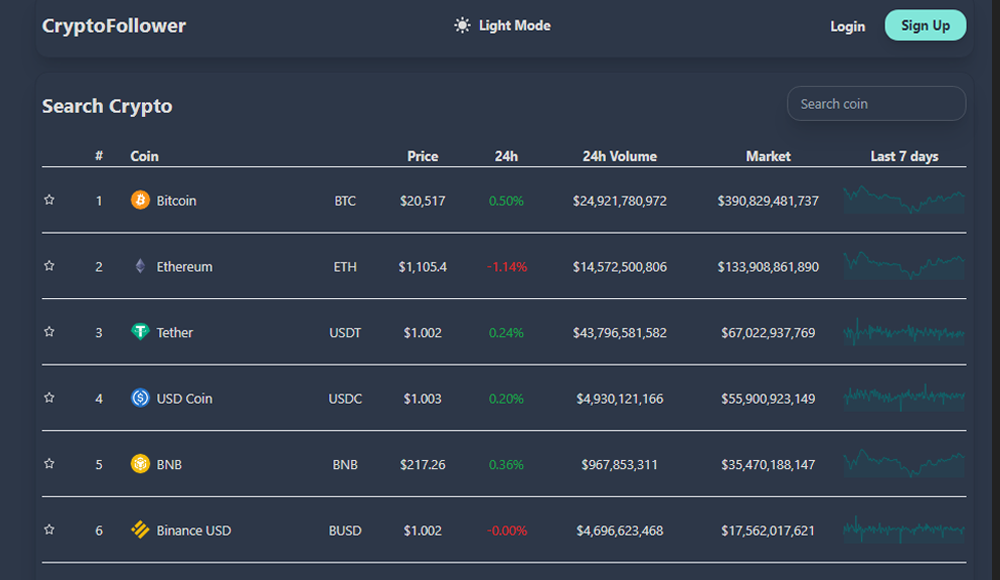 CryptoFollower Light Mode Login Sign Up
Search Crypto Search coin
# Coin Price 24h 24h Volume Market Last 7 days
1 Bitcoin BTC $20,517 0.50% $24,921,780,972 $390,829,481,737
2 Ethereum ETH $1,105.4 -1.14% $14,572,500,806 $133,908,861,890
3 Tether USDT $1.002 0.24% $43,796,581,582 $67,022,937,769
4 USD Coin USDC $1.003 0.20% $4,930,121,166 $55,900,923,149
5 BNB BNB $217.26 0.36% $967,853,311 $35,470,188,147
6 Binance USD BUSD $1.002 -0.00% $4,696,623,468 $17,562,017,621